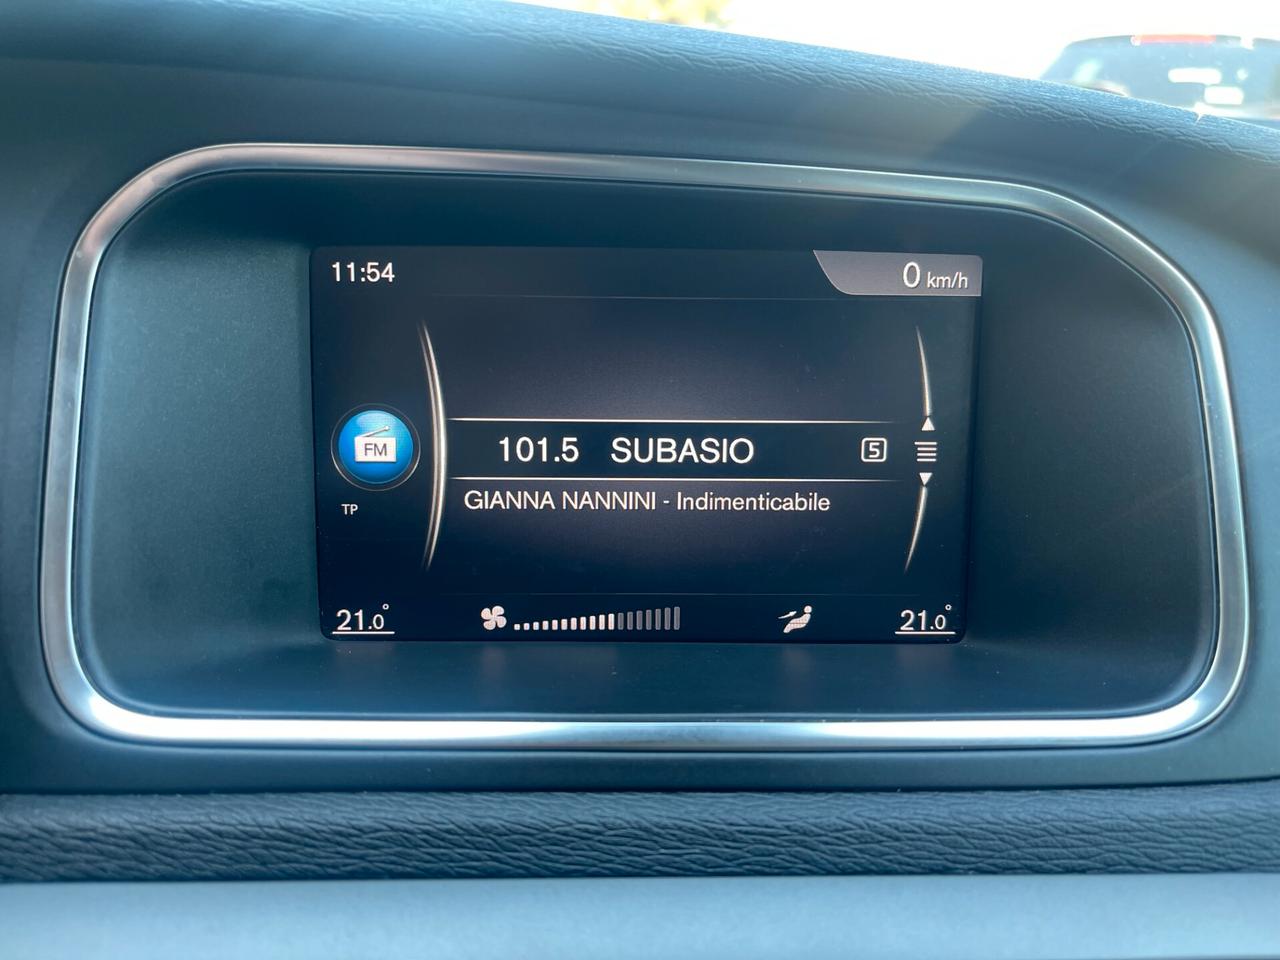 11:54
0 km/h
101.5 SUBASIO 5
FM
GIANNA NANNINI - Indimenticabile
TP
21.0°
21.0°